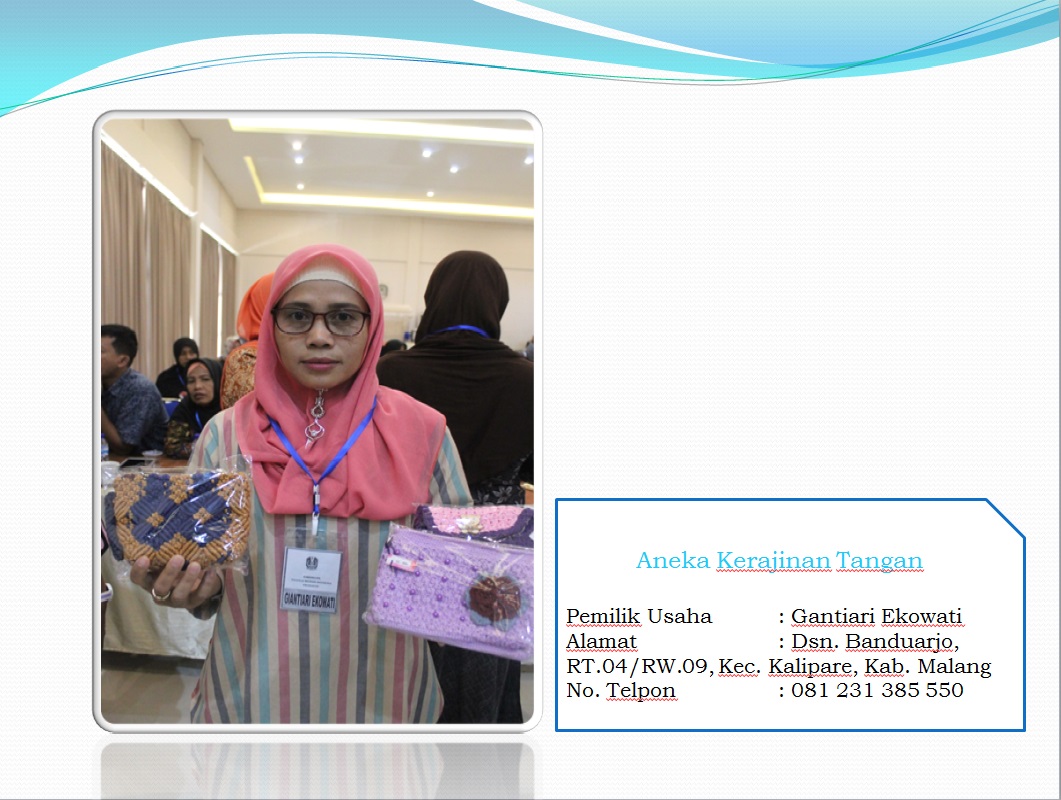 GIANTIARI EKOWATI
Aneka Kerajinan Tangan
Pemilik Usaha : Gantiari Ekowati
Alamat : Dsn. Banduarjo,
RT.04/RW.09, Kec. Kalipare, Kab. Malang
No. Telpon : 081 231 385 550